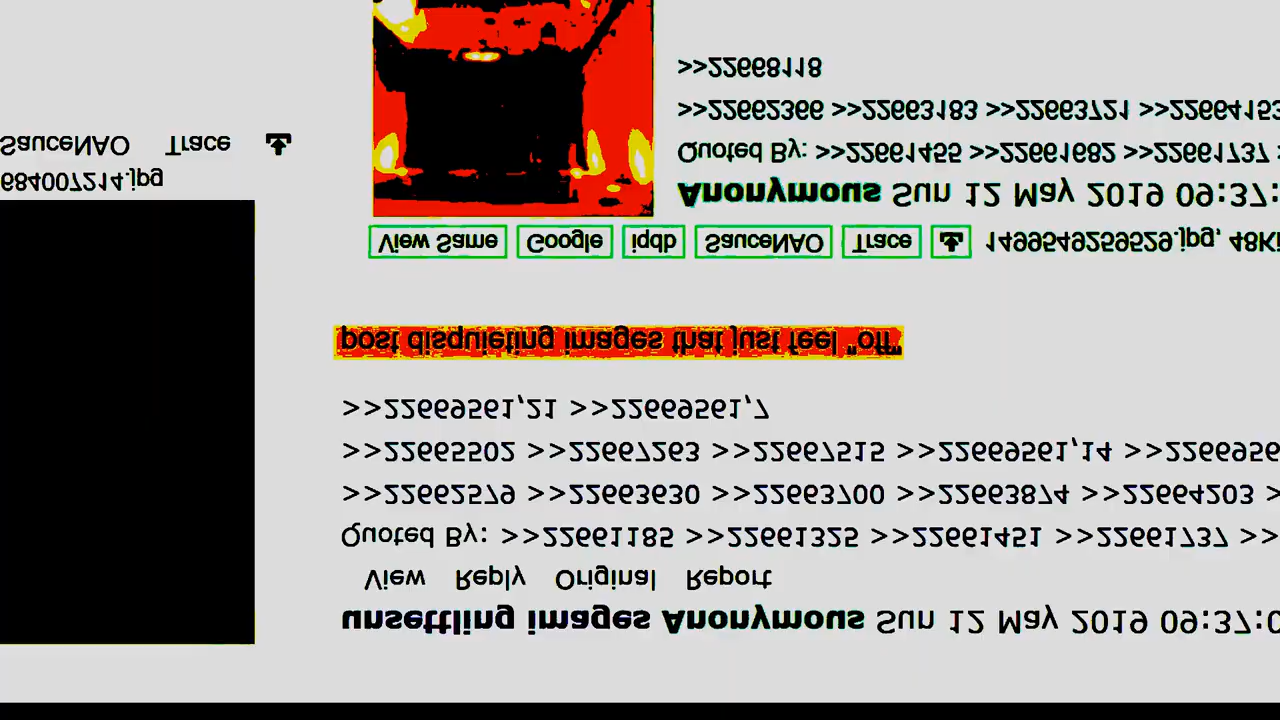 unsettling images Anonymous Sun 12 May 2019 09:37:0
View Reply Original Report
Quoted By: >>22661185 >>22661325 >>22661451 >>22661737 >>
>>22662579 >>22663630 >>22663700 >>22663874 >>22664203 >
>>22665502 >>22667263 >>22667515 >>22669561,14 >>2266956
>>22669561,21 >>22669561,7
post disquieting images that just feel "off"
View Same Google iqdb SauceNAO Trace 1499549259529.jpg, 48Ki
Anonymous Sun 12 May 2019 09:37:
Quoted By: >>22661455 >>22661682 >>22661737
>>22662366 >>22663183 >>22663721 >>22664153
>>22668118
684007214.jpg
SauceNAO Trace